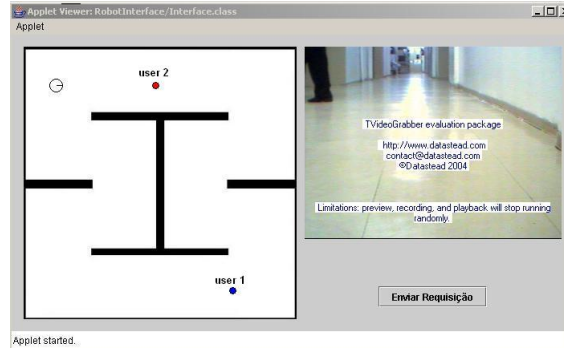 Applet Viewer: RobotInterface/Interface.class
Applet
user 2
user 1
TVideoGrabber evaluation package
http://www.datastead.com
contact@datastead.com
©Datastead 2004
Limitations: preview, recording, and playback will stop running
randomly.
Enviar Requisição
Applet started.